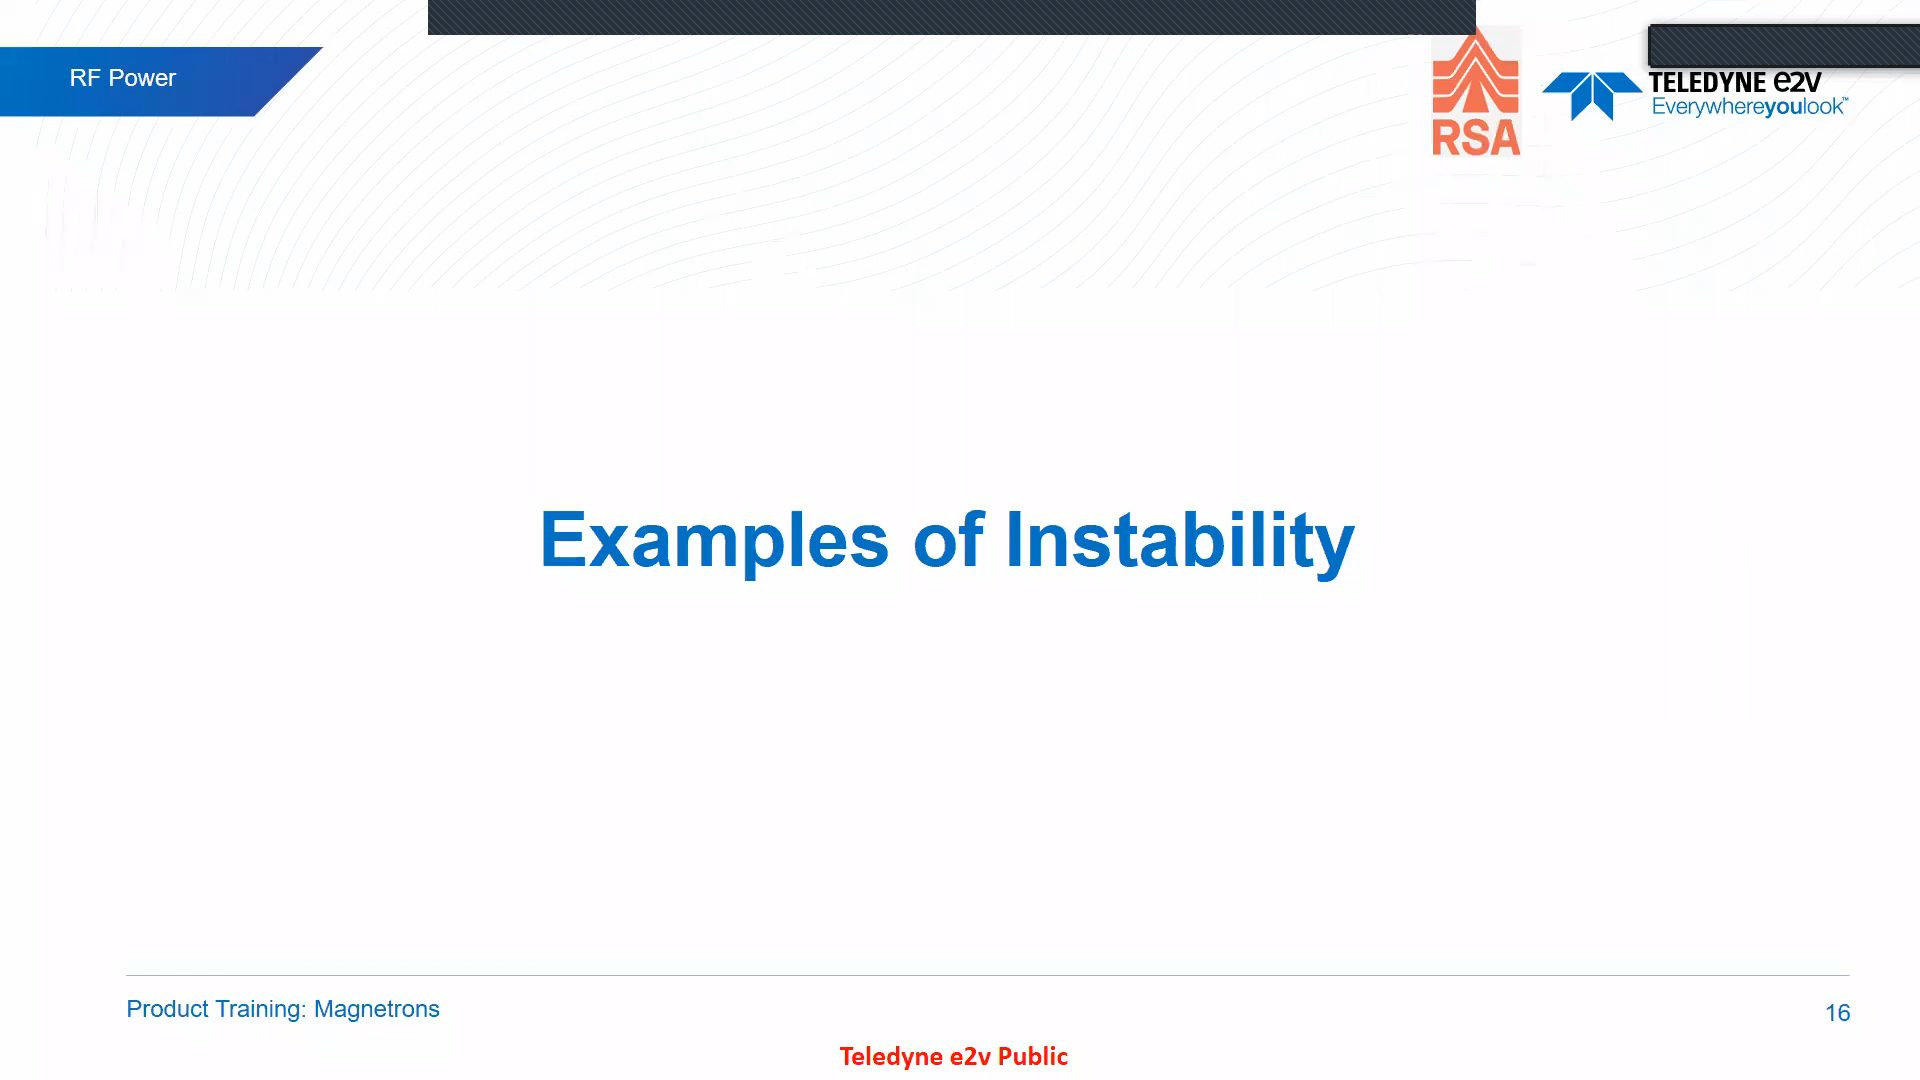 RF Power
RSA
TELEDYNE e2v
Everywhereyoulook™
Examples of Instability
Product Training: Magnetrons
16
Teledyne e2v Public